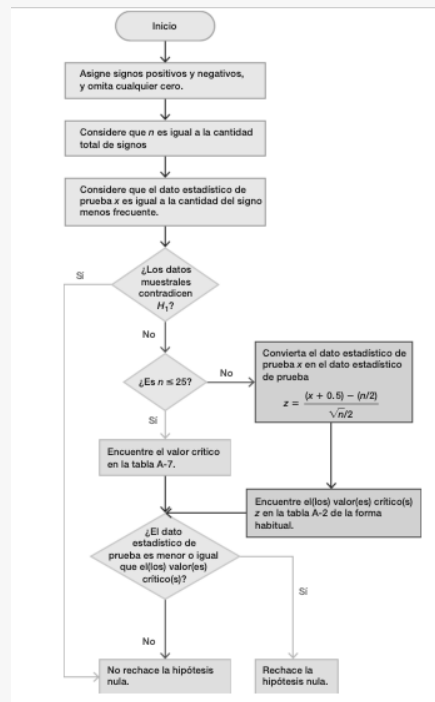 Inicio
Asigne signos positivos y negativos,
y omita cualquier cero.
Considere que n es igual a la cantidad
total de signos
Considere que el dato estadístico de
prueba x es igual a la cantidad del signo
menos frecuente.
Sí
¿Los datos
muestrales
contradicen
H₁?
No
¿Es n ≤ 25?
No
Convierta el dato estadístico de
prueba x en el dato estadístico
de prueba
z = (x + 0.5) − (n/2)
√n/2
Sí
Encuentre el valor crítico
en la tabla A-7.
Encuentre el(los) valor(es) crítico(s)
z en la tabla A-2 de la forma
habitual.
¿El dato
estadístico de
prueba es menor o igual
que el(los) valor(es)
crítico(s)?
Sí
No
No rechace la hipótesis
nula.
Rechace la
hipótesis nula.